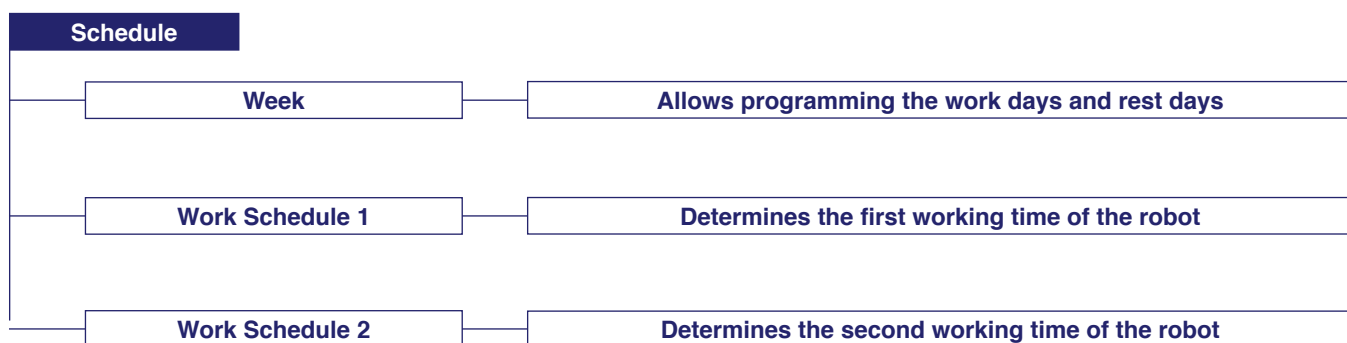 Schedule
Week
Allows programming the work days and rest days
Work Schedule 1
Determines the first working time of the robot
Work Schedule 2
Determines the second working time of the robot